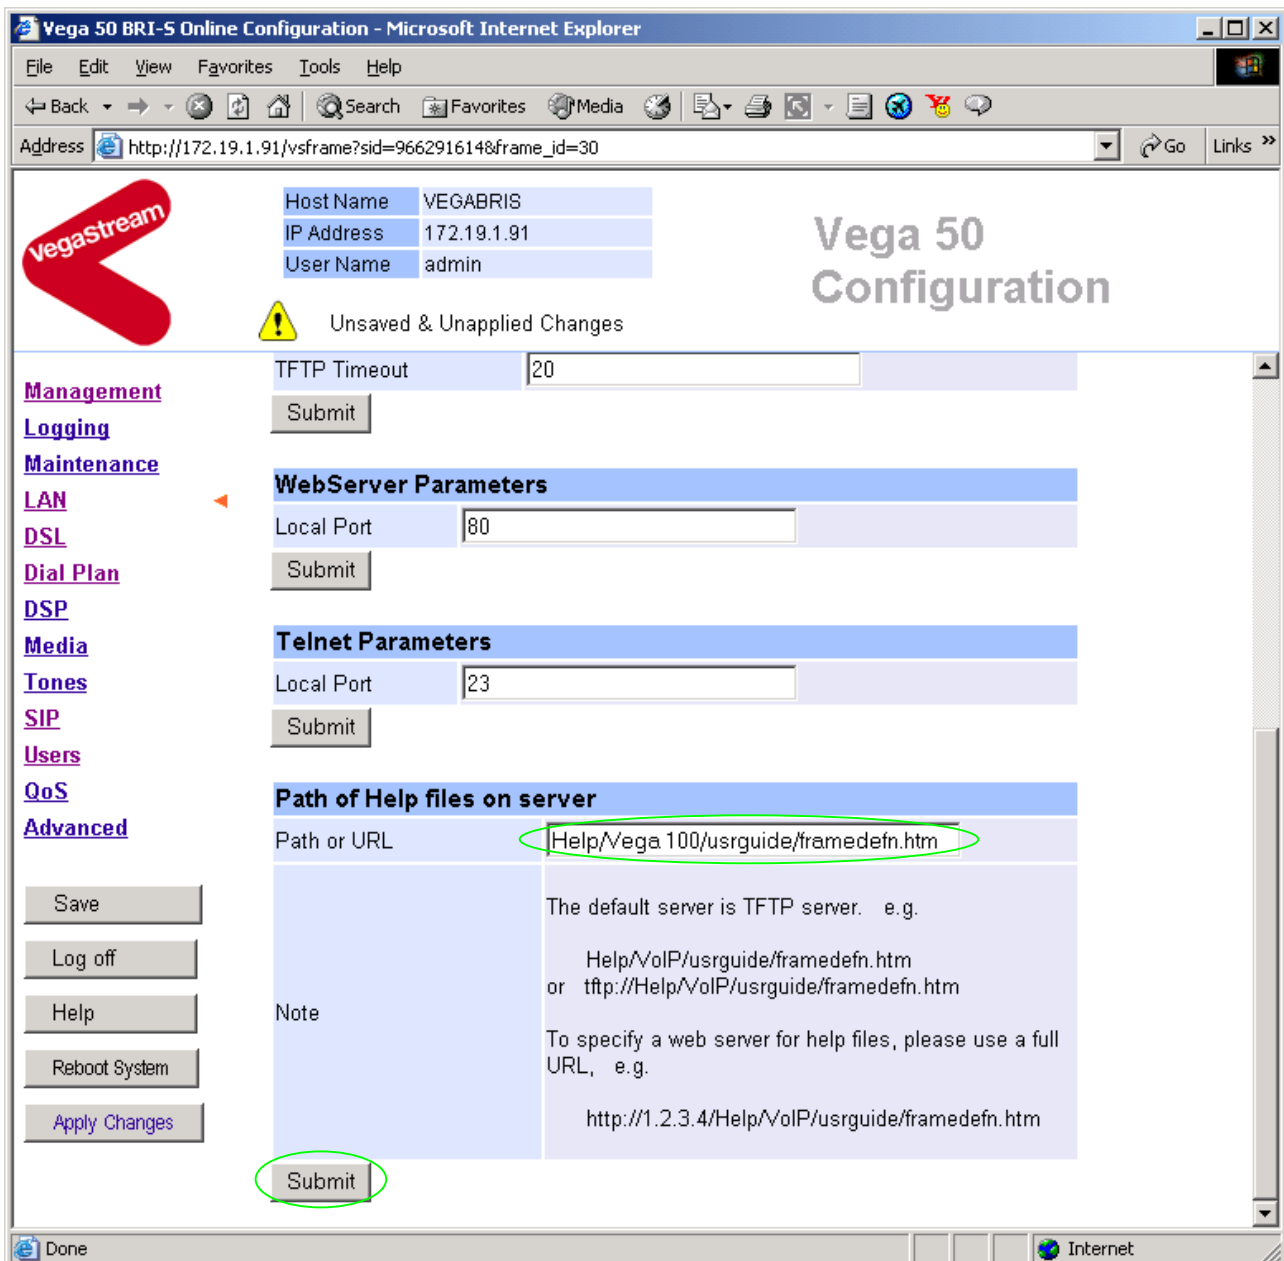 Vega 50 BRI-S Online Configuration - Microsoft Internet Explorer
File Edit View Favorites Tools Help
Back Search Favorites Media
Address http://172.19.1.91/vsframe?sid=966291614&frame_id=30 Go Links »
vegastream
Host Name VEGABRIS
IP Address 172.19.1.91
User Name admin
Vega 50
Configuration
Unsaved & Unapplied Changes
Management
Logging
Maintenance
LAN
DSL
Dial Plan
DSP
Media
Tones
SIP
Users
QoS
Advanced
Save
Log off
Help
Reboot System
Apply Changes
TFTP Timeout 20
Submit
WebServer Parameters
Local Port 80
Submit
Telnet Parameters
Local Port 23
Submit
Path of Help files on server
Path or URL Help/Vega 100/usrguide/framedefn.htm
Note
The default server is TFTP server. e.g.
Help/VoIP/usrguide/framedefn.htm
or tftp://Help/VoIP/usrguide/framedefn.htm
To specify a web server for help files, please use a full
URL, e.g.
http://1.2.3.4/Help/VoIP/usrguide/framedefn.htm
Submit
Done Internet